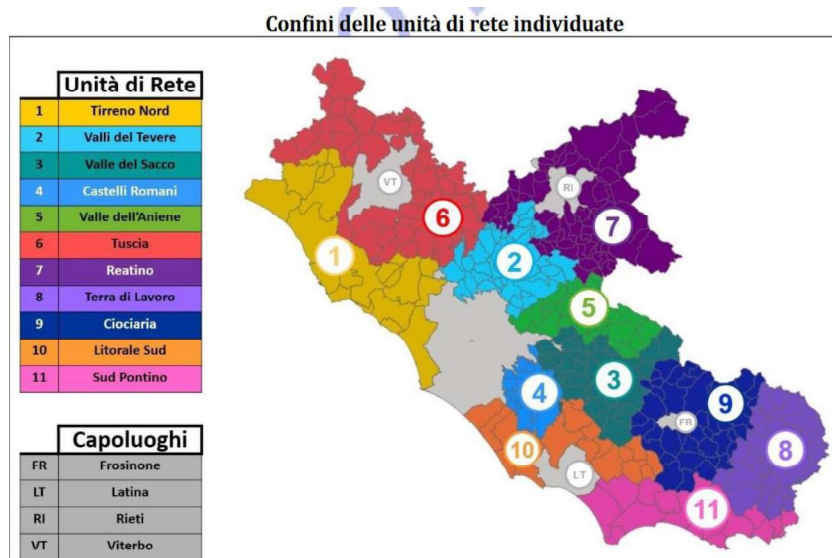 Confini delle unità di rete individuate
Unità di Rete
1 Tirreno Nord
2 Valli del Tevere
3 Valle del Sacco
4 Castelli Romani
5 Valle dell'Aniene
6 Tuscia
7 Reatino
8 Terra di Lavoro
9 Ciociaria
10 Litorale Sud
11 Sud Pontino
Capoluoghi
FR Frosinone
LT Latina
RI Rieti
VT Viterbo
VT
RI
6
7
1
2
5
3
4
9
FR
10
8
LT
11